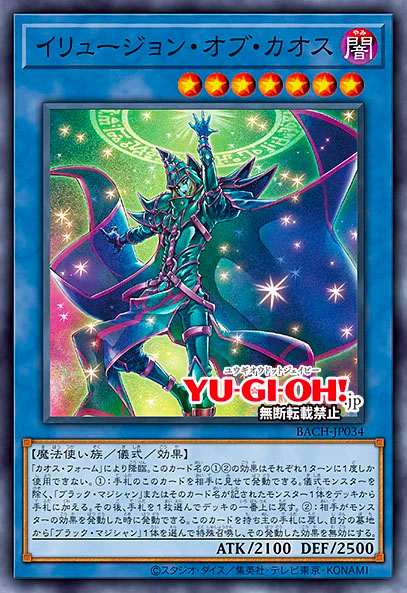 イリュージョン・オブ・カオス
闇
やみ
ユウギオウドットジェイピー
YU-GI-OH!.jp
無断転載禁止
BACH-JP034
【魔法使い族／儀式／効果】
「カオス・フォーム」により降臨。このカード名の①②の効果はそれぞれ1ターンに1度しか
使用できない。①：手札のこのカードを相手に見せて発動できる。儀式モンスター
を除く、「ブラック・マジシャン」またはそのカード名が記されたモンスター1体をデッキから
手札に加える。その後、手札を1枚選んでデッキの一番上に戻す。②：相手がモン
スターの効果を発動した時に発動できる。このカードを持ち主の手札に戻し、自分の墓地
から「ブラック・マジシャン」1体を選んで特殊召喚し、その発動した効果を無効にする。
ATK/2100 DEF/2500
©スタジオ・ダイス／集英社・テレビ東京・KONAMI